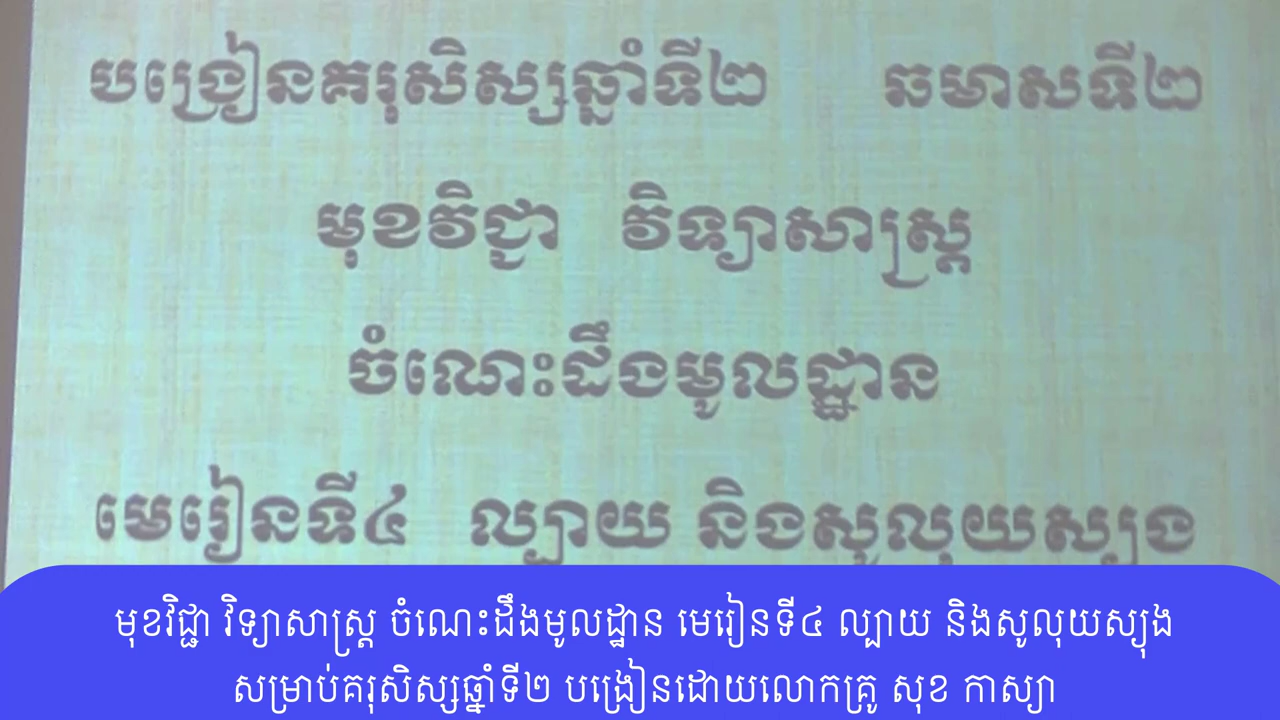 បង្រៀនគរុសិស្សឆ្នាំទី២ ឆមាសទី២
មុខវិជ្ជា វិទ្យាសាស្ត្រ
ចំណេះដឹងមូលដ្ឋាន
មេរៀនទី៤ ល្បាយ និងសូលុយស្យុង
មុខវិជ្ជា វិទ្យាសាស្ត្រ ចំណេះដឹងមូលដ្ឋាន មេរៀនទី៤ ល្បាយ និងសូលុយស្យុង
សម្រាប់គរុសិស្សឆ្នាំទី២ បង្រៀនដោយលោកគ្រូ សុខ កាស្យា